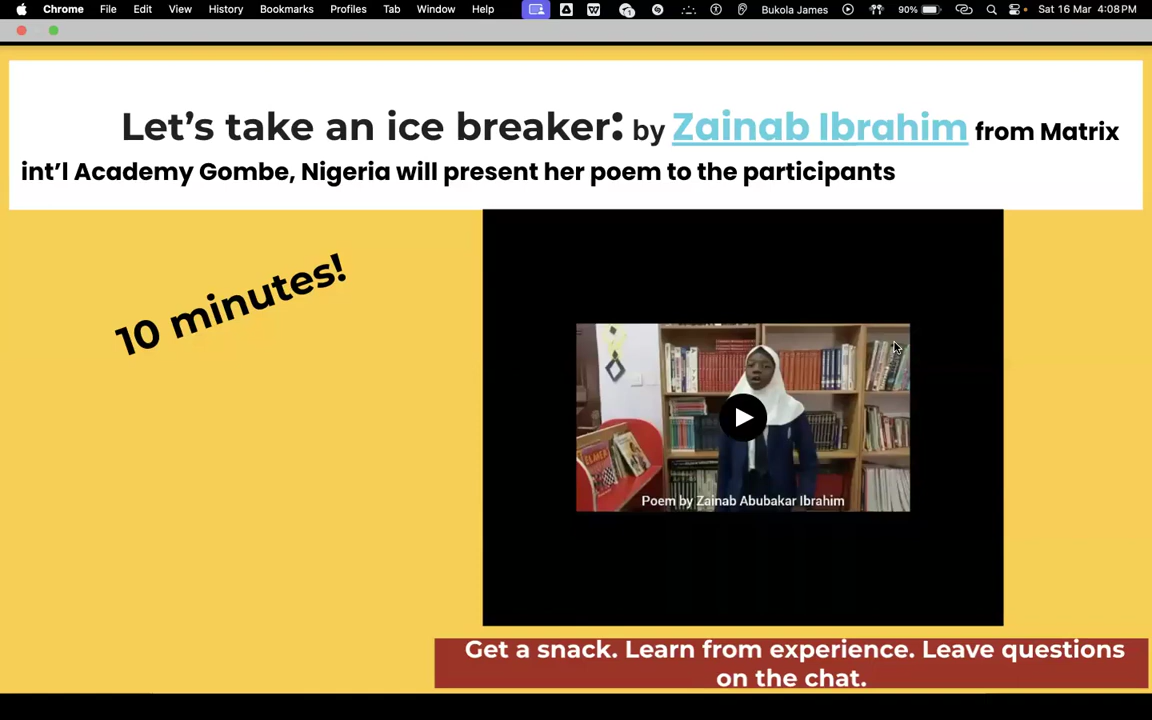 Chrome File Edit View History Bookmarks Profiles Tab Window Help Bukola James 90% Sat 16 Mar 4:08 PM
Let’s take an ice breaker: by Zainab Ibrahim from Matrix
int’l Academy Gombe, Nigeria will present her poem to the participants
10 minutes!
ELMER
Poem by Zainab Abubakar Ibrahim
Get a snack. Learn from experience. Leave questions
on the chat.